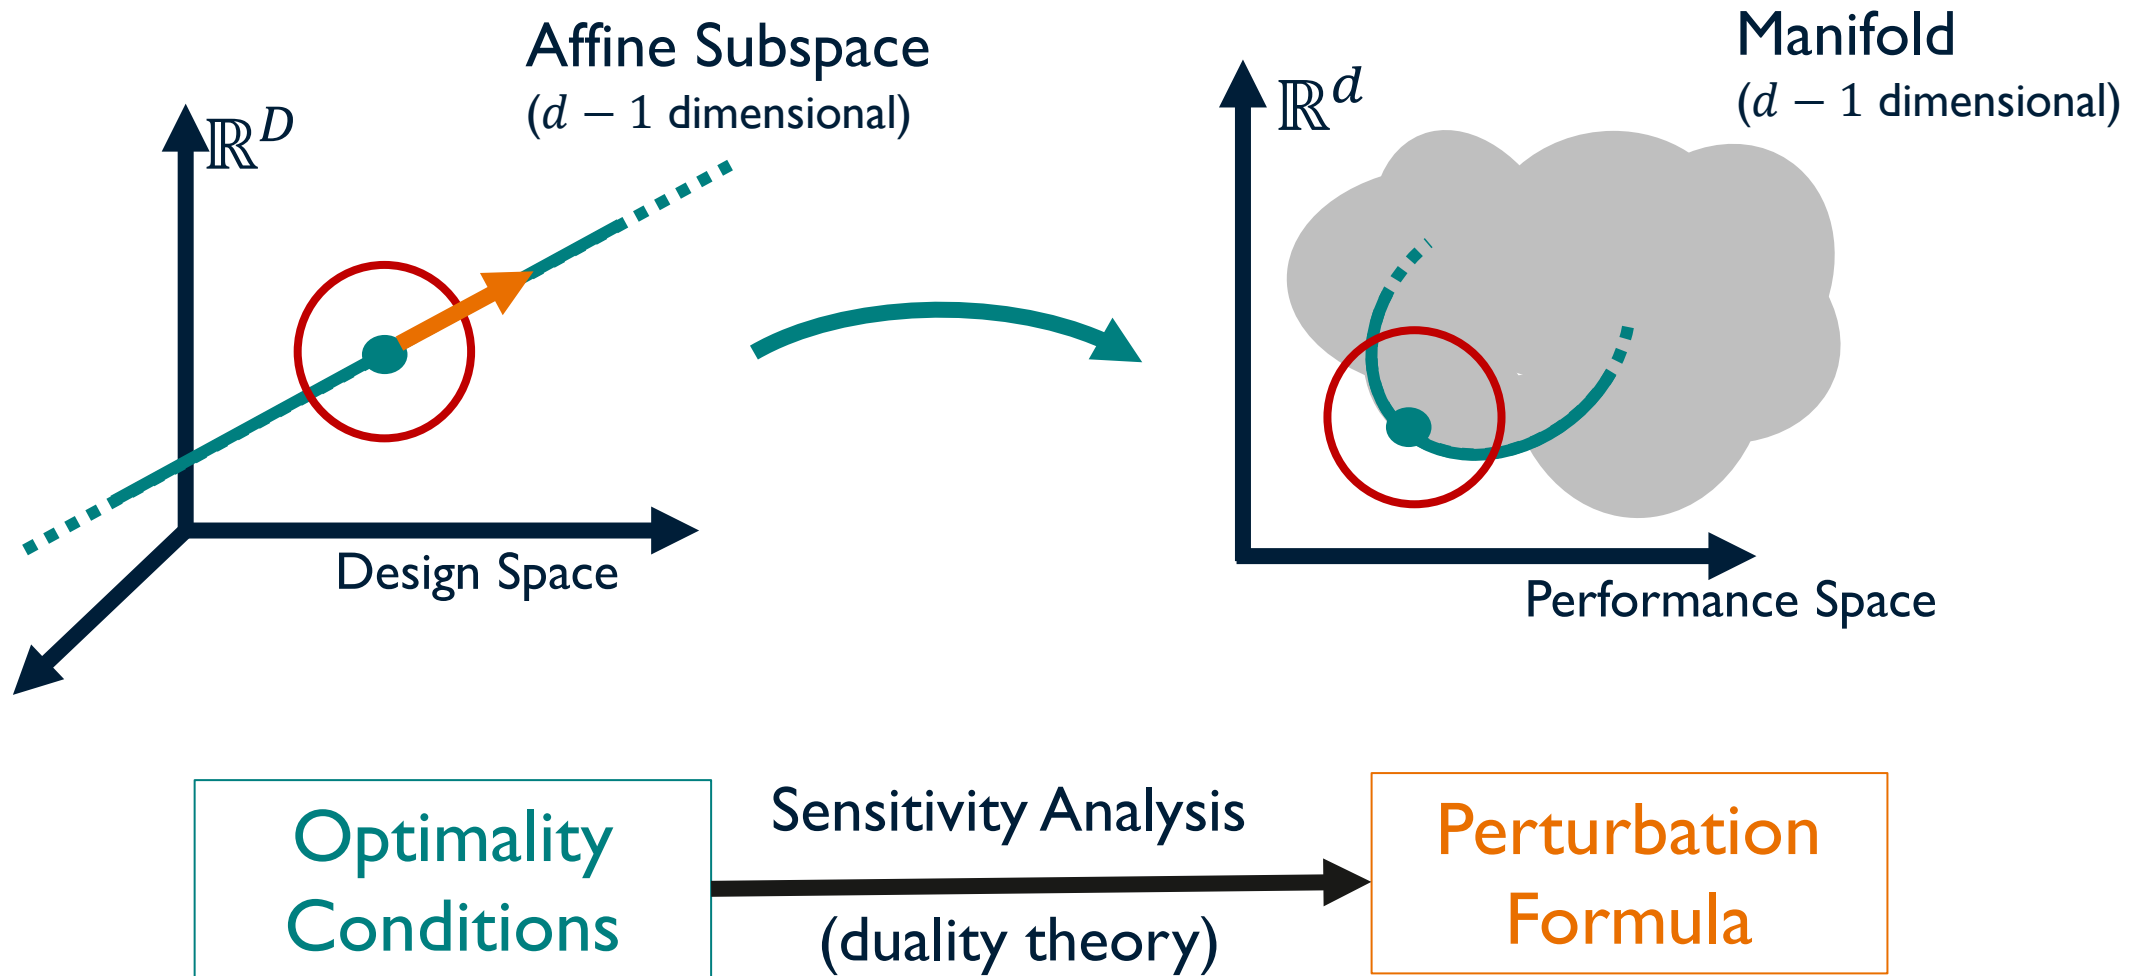 Affine Subspace
(𝑑 − 1 dimensional)
ℝ^𝐷
Design Space
Manifold
(𝑑 − 1 dimensional)
ℝ^𝑑
Performance Space
Optimality
Conditions
Sensitivity Analysis
(duality theory)
Perturbation
Formula